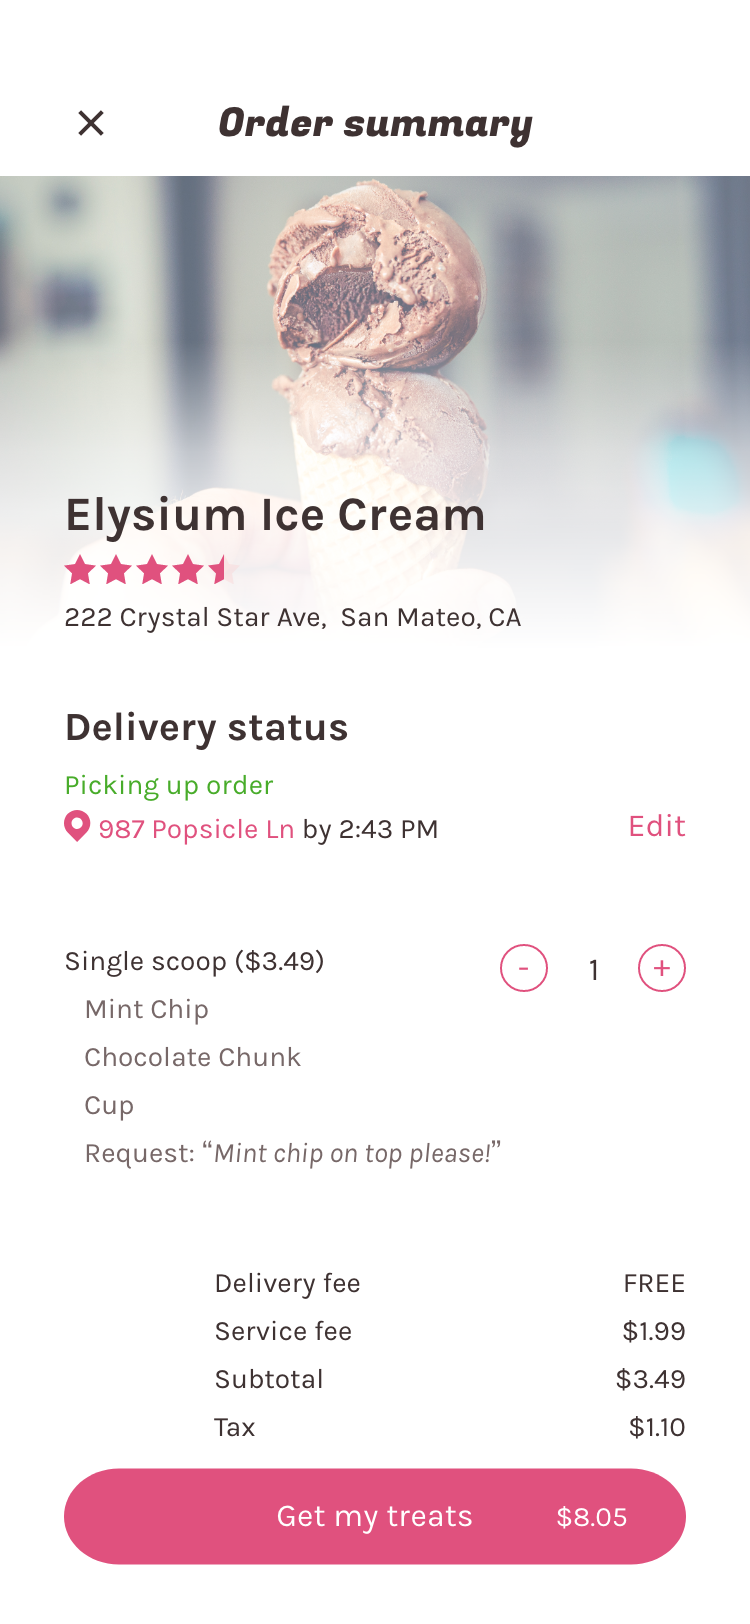 Order summary
Elysium Ice Cream
222 Crystal Star Ave,  San Mateo, CA
Delivery status
Picking up order
987 Popsicle Ln by 2:43 PM
Edit
Single scoop ($3.49)
- 1 +
Mint Chip
Chocolate Chunk
Cup
Request: “Mint chip on top please!”
Delivery fee FREE
Service fee $1.99
Subtotal $3.49
Tax $1.10
Get my treats $8.05